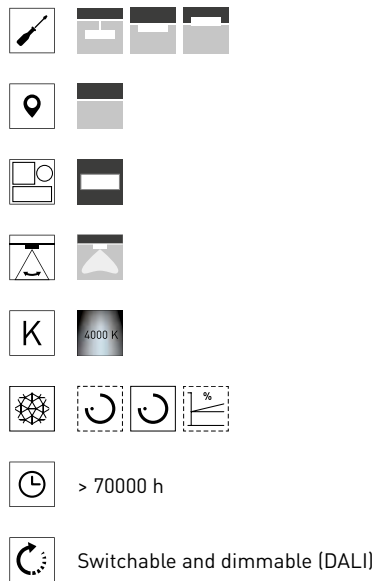 K 4000 K
%
> 70000 h
Switchable and dimmable (DALI)